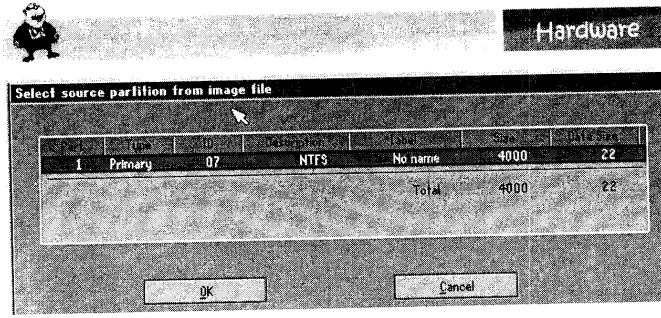 Hardware
Select source partition from image file
Part Type ID Description Label Size Data Size
1 Primary 07 NTFS No name 4000 22
Total 4000 22
OK Cancel